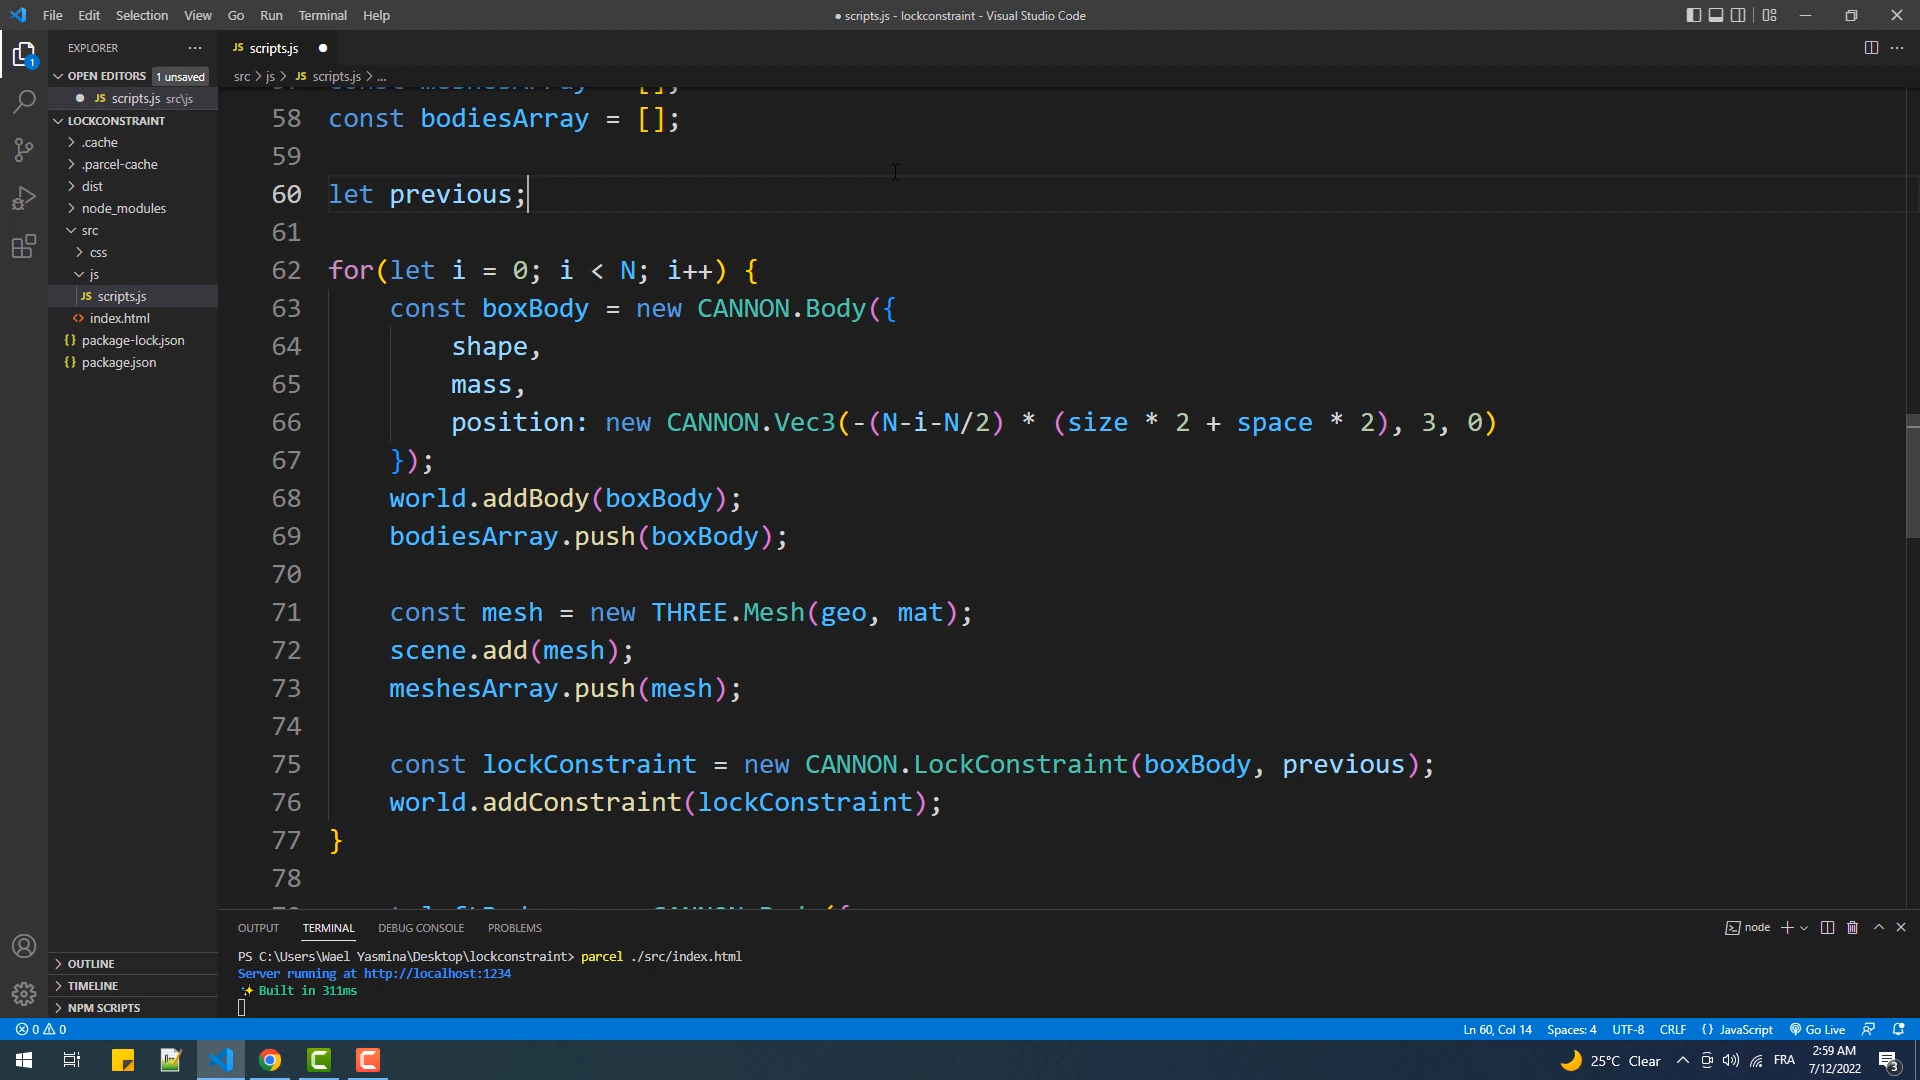 File Edit Selection View Go Run Terminal Help
● scripts.js - lockconstraint - Visual Studio Code
EXPLORER ···
JS scripts.js ●
OPEN EDITORS 1 unsaved
src > js > JS scripts.js > ...
● JS scripts.js src\js
LOCKCONSTRAINT
.cache
.parcel-cache
dist
node_modules
src
css
js
JS scripts.js
<> index.html
{} package-lock.json
{} package.json
OUTLINE
TIMELINE
NPM SCRIPTS
1
const meshesArray = [];
58 const bodiesArray = [];
59
60 let previous;
61
62 for(let i = 0; i < N; i++) {
63 const boxBody = new CANNON.Body({
64 shape,
65 mass,
66 position: new CANNON.Vec3(-(N-i-N/2) * (size * 2 + space * 2), 3, 0)
67 });
68 world.addBody(boxBody);
69 bodiesArray.push(boxBody);
70
71 const mesh = new THREE.Mesh(geo, mat);
72 scene.add(mesh);
73 meshesArray.push(mesh);
74
75 const lockConstraint = new CANNON.LockConstraint(boxBody, previous);
76 world.addConstraint(lockConstraint);
77 }
78
OUTPUT TERMINAL DEBUG CONSOLE PROBLEMS
node
PS C:\Users\Wael Yasmina\Desktop\lockconstraint> parcel ./src/index.html
Server running at http://localhost:1234
✨ Built in 311ms
0 0
Ln 60, Col 14 Spaces: 4 UTF-8 CRLF {} JavaScript Go Live
25°C Clear
FRA
2:59 AM
7/12/2022
3